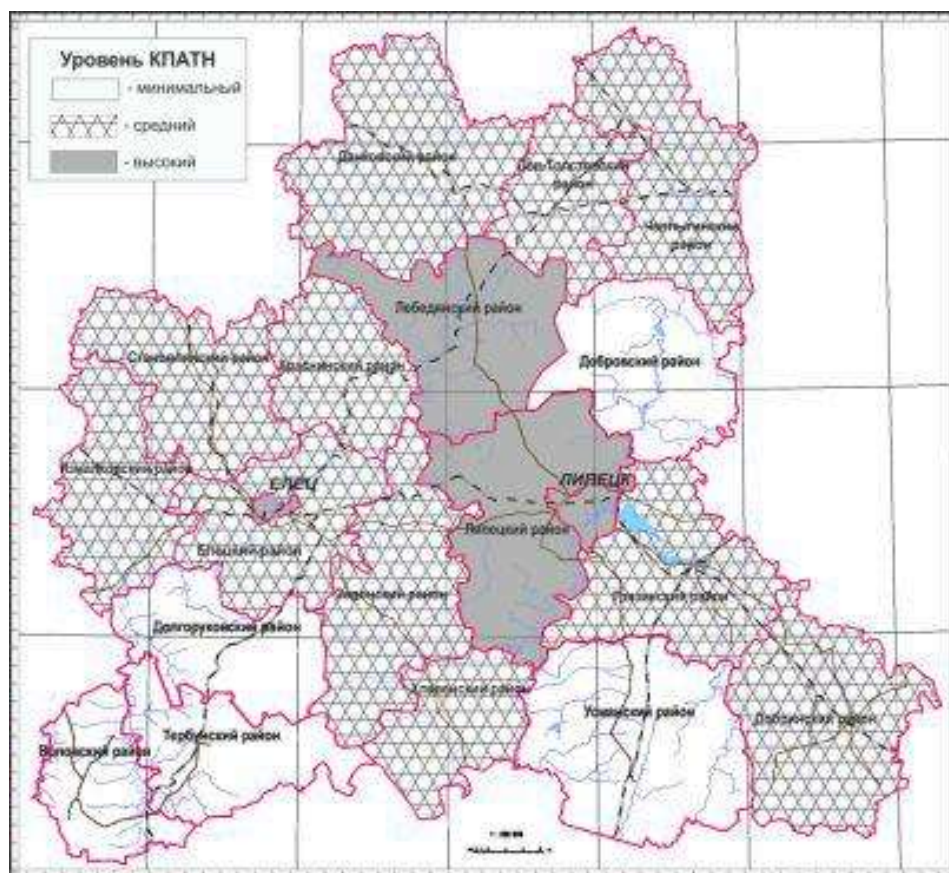 Уровень КПАТН
- минимальный
- средний
- высокий
Данковский район
Лев-Толстовский
район
Чаплыгинский
район
Лебедянский район
Добровский район
Становлянский район
Краснинский район
Измалковский район
ЕЛЕЦ
ЛИПЕЦК
Липецкий район
Елецкий район
Задонский район
Грязинский район
Долгоруковский район
Хлевенский район
Усманский район
Добринский район
Воловский район
Тербунский район